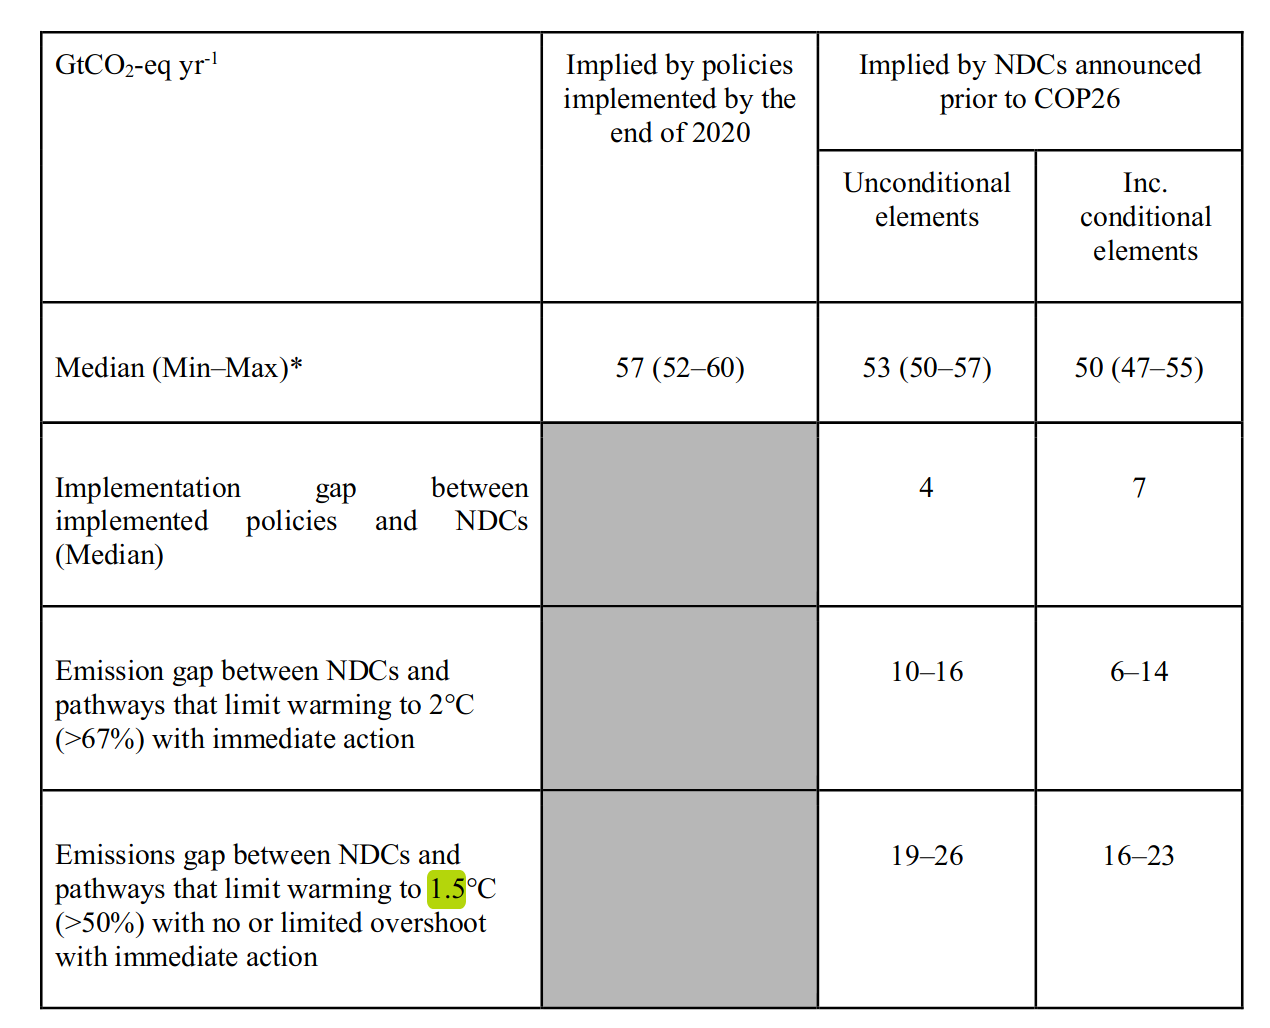 GtCO₂-eq yr⁻¹
Implied by policies
implemented by the
end of 2020
Implied by NDCs announced
prior to COP26
Unconditional
elements
Inc.
conditional
elements
Median (Min–Max)*
57 (52–60)
53 (50–57)
50 (47–55)
Implementation gap between
implemented policies and NDCs
(Median)
4
7
Emission gap between NDCs and
pathways that limit warming to 2°C
(>67%) with immediate action
10–16
6–14
Emissions gap between NDCs and
pathways that limit warming to 1.5°C
(>50%) with no or limited overshoot
with immediate action
19–26
16–23